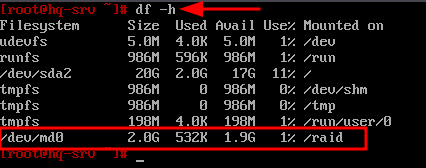 [root@hq-srv ~]# df -h
Filesystem Size Used Avail Use% Mounted on
udevfs 5.0M 4.0K 5.0M 1% /dev
runfs 986M 596K 986M 1% /run
/dev/sda2 20G 2.0G 17G 11% /
tmpfs 986M 0 986M 0% /dev/shm
tmpfs 986M 0 986M 0% /tmp
tmpfs 198M 4.0K 198M 1% /run/user/0
/dev/md0 2.0G 532K 1.9G 1% /raid
[root@hq-srv ~]# _